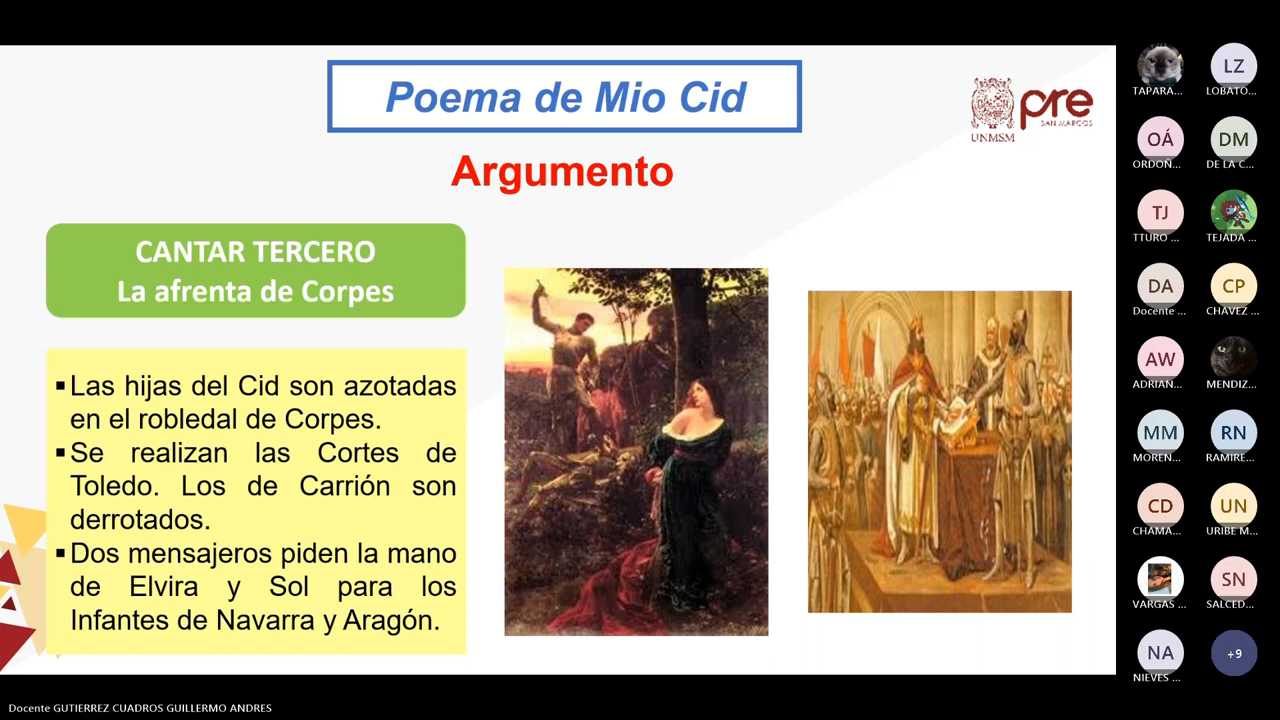 Poema de Mio Cid
Argumento
UNMSM
pre
SAN MARCOS
CANTAR TERCERO
La afrenta de Corpes
▪Las hijas del Cid son azotadas
en el robledal de Corpes.
▪Se realizan las Cortes de
Toledo. Los de Carrión son
derrotados.
▪Dos mensajeros piden la mano
de Elvira y Sol para los
Infantes de Navarra y Aragón.
TAPARA...
LZ
LOBATO...
OÁ
ORDOÑ...
DM
DE LA C...
TJ
TTURO ...
TEJADA ...
DA
Docente ...
CP
CHÁVEZ ...
AW
ADRIAN...
MENDIZ...
MM
MOREN...
RN
RAMIRE...
CD
CHAMA...
UN
URIBE M...
VARGAS ...
SN
SALCED...
NA
NIEVES ...
+9
Docente GUTIERREZ CUADROS GUILLERMO ANDRES